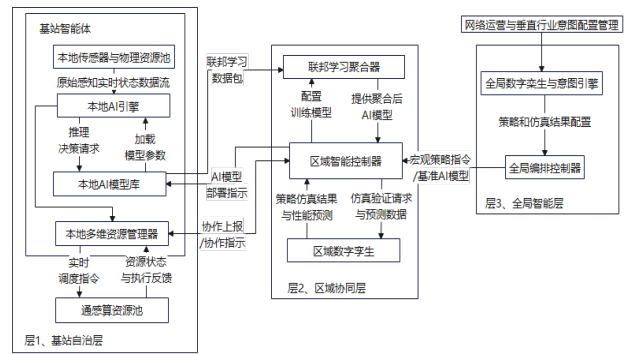 基站智能体
本地传感器与物理资源池
原始感知实时状态数据流
本地AI引擎
推理
决策请求
加载
模型参数
本地AI模型库
本地多维资源管理器
实时
调度指令
资源状态
与执行反馈
通感算资源池
层1、基站自治层
联邦学习
数据包
AI模型
部署指示
协作上报
/协作指示
联邦学习聚合器
配置
训练模型
提供聚合后
AI模型
区域智能控制器
策略仿真结果
与性能预测
仿真验证请求
与预测数据
区域数字孪生
层2、区域协同层
宏观策略指令
/基准AI模型
网络运营与垂直行业意图配置管理
全局数字孪生与意图引擎
策略和仿真结果配置
全局编排控制器
层3、全局智能层